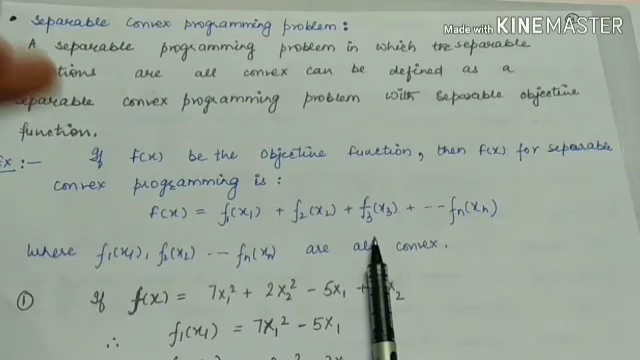 Made with KINEMASTER
• Separable convex programming problem:
A separable programming problem in which the separable
are all convex can be defined as a
separable convex programming problem with separable objective
function.
Ex :— If f(x) be the objective function, then f(x) for separable
convex programming is:
f(x) = f₁(x₁) + f₂(x₂) + f₃(x₃) + -- fₙ(xₙ)
where f₁(x₁), f₂(x₂) -- fₙ(xₙ) are all convex.
① If f(x) = 7x₁² + 2x₂² - 5x₁ + x₂
∴ f₁(x₁) = 7x₁² - 5x₁